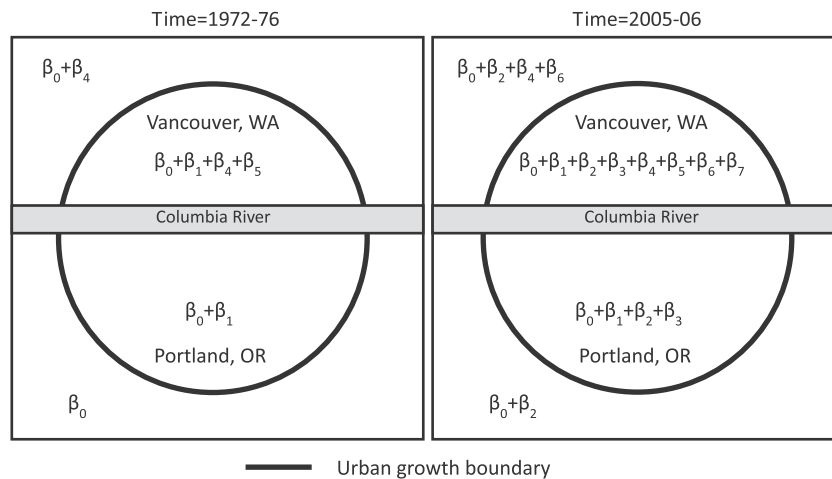 Time=1972-76
β₀+β₄
Vancouver, WA
β₀+β₁+β₄+β₅
Columbia River
β₀+β₁
Portland, OR
β₀
Time=2005-06
β₀+β₂+β₄+β₆
Vancouver, WA
β₀+β₁+β₂+β₃+β₄+β₅+β₆+β₇
Columbia River
β₀+β₁+β₂+β₃
Portland, OR
β₀+β₂
Urban growth boundary